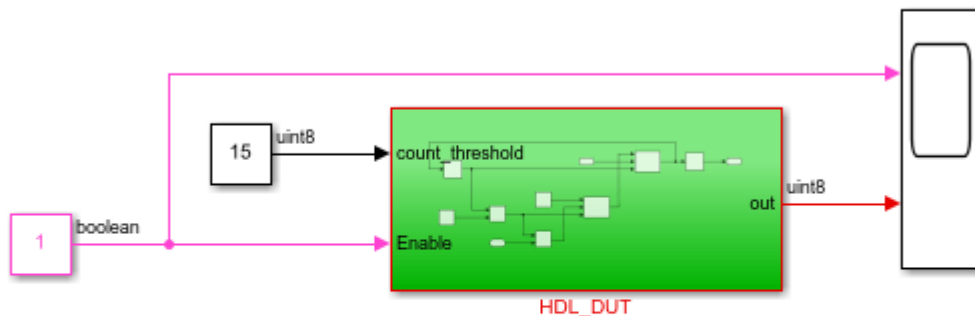 15
uint8
count_threshold
uint8
out
boolean
1
Enable
HDL_DUT